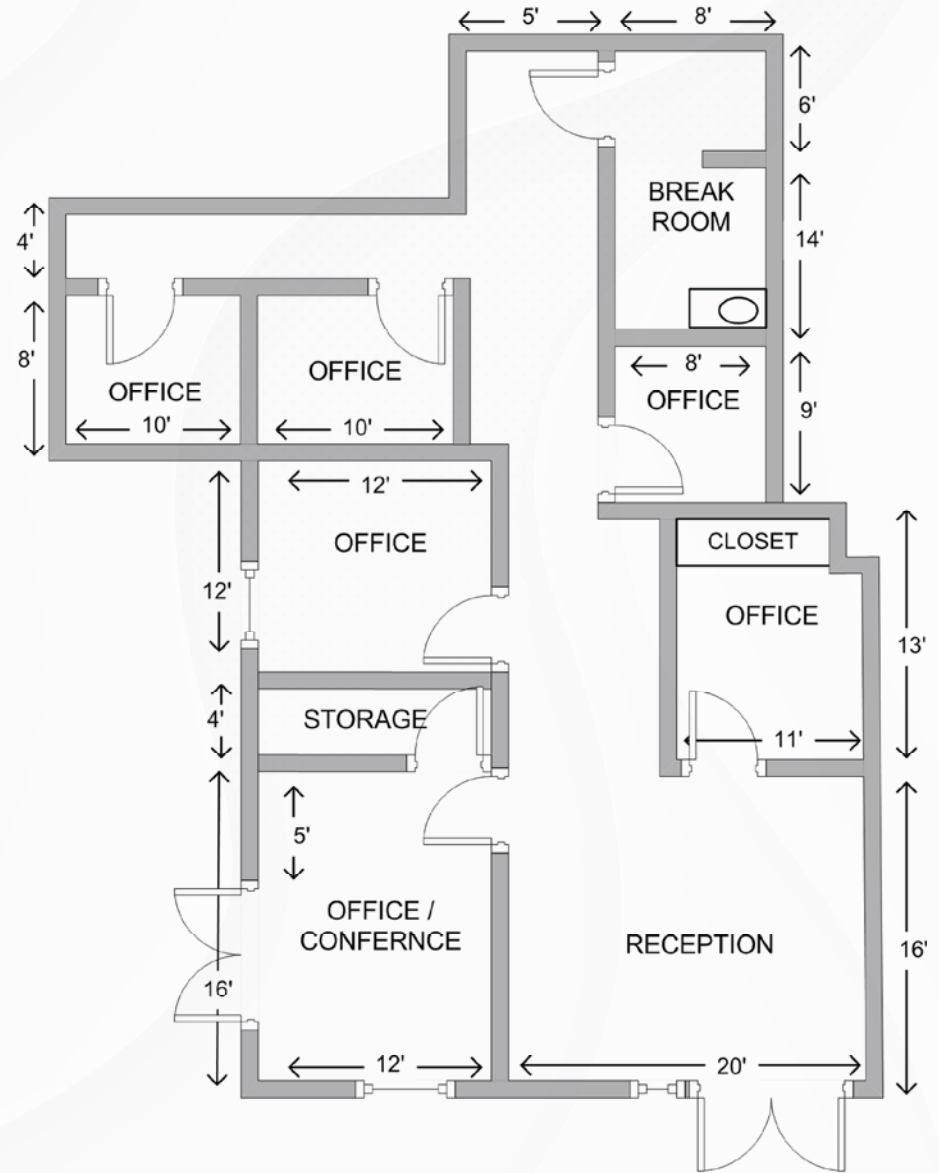 5'
8'
6'
BREAK
ROOM
14'
4'
8'
OFFICE
10'
OFFICE
10'
8'
OFFICE
9'
12'
OFFICE
12'
CLOSET
OFFICE
13'
11'
4'
STORAGE
5'
OFFICE /
CONFERNCE
16'
12'
RECEPTION
16'
20'